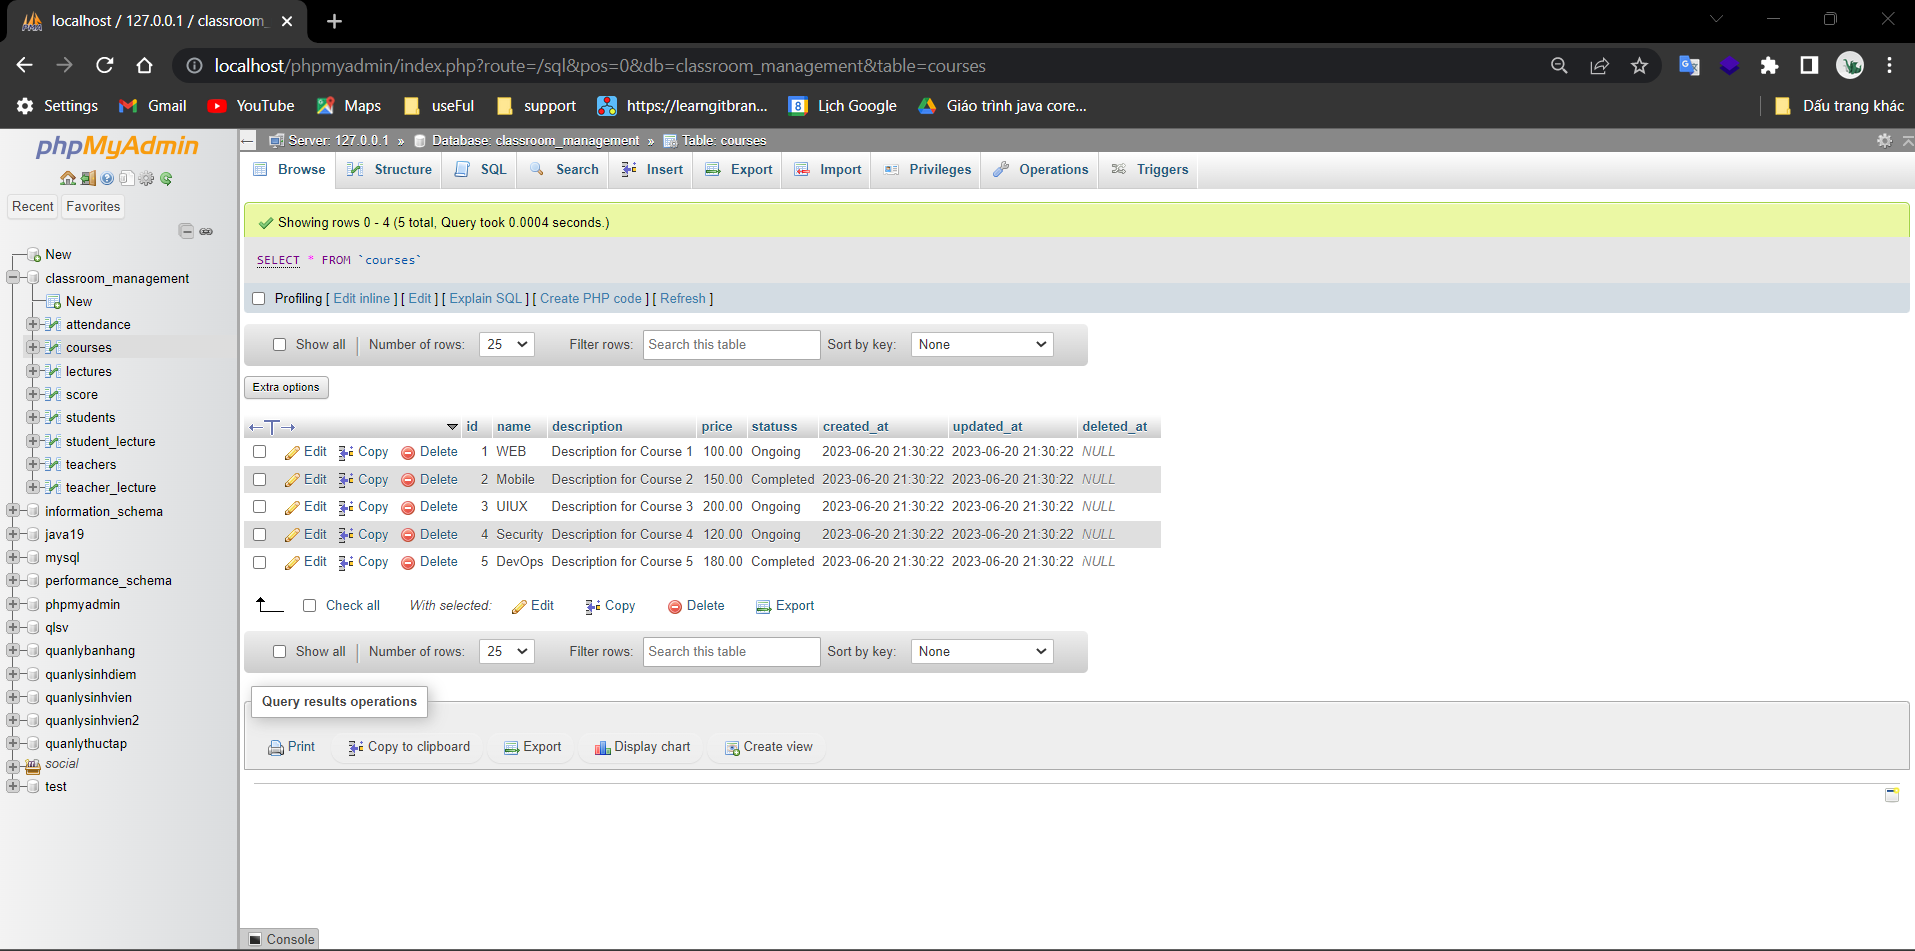 localhost / 127.0.0.1 / classroom_
localhost/phpmyadmin/index.php?route=/sql&pos=0&db=classroom_management&table=courses
Settings Gmail YouTube Maps useFul support https://learngitbran... Lịch Google Giáo trình java core... Dấu trang khác
phpMyAdmin
Recent Favorites
New
classroom_management
New
attendance
courses
lectures
score
students
student_lecture
teachers
teacher_lecture
information_schema
java19
mysql
performance_schema
phpmyadmin
qlsv
quanlybanhang
quanlysinhdiem
quanlysinhvien
quanlysinhvien2
quanlythuctap
social
test
Server: 127.0.0.1 » Database: classroom_management » Table: courses
Browse Structure SQL Search Insert Export Import Privileges Operations Triggers
Showing rows 0 - 4 (5 total, Query took 0.0004 seconds.)
SELECT * FROM `courses`
Profiling [ Edit inline ] [ Edit ] [ Explain SQL ] [ Create PHP code ] [ Refresh ]
Show all Number of rows: 25 Filter rows: Search this table Sort by key: None
Extra options
id name description price statuss created_at updated_at deleted_at
Edit Copy Delete 1 WEB Description for Course 1 100.00 Ongoing 2023-06-20 21:30:22 2023-06-20 21:30:22 NULL
Edit Copy Delete 2 Mobile Description for Course 2 150.00 Completed 2023-06-20 21:30:22 2023-06-20 21:30:22 NULL
Edit Copy Delete 3 UIUX Description for Course 3 200.00 Ongoing 2023-06-20 21:30:22 2023-06-20 21:30:22 NULL
Edit Copy Delete 4 Security Description for Course 4 120.00 Ongoing 2023-06-20 21:30:22 2023-06-20 21:30:22 NULL
Edit Copy Delete 5 DevOps Description for Course 5 180.00 Completed 2023-06-20 21:30:22 2023-06-20 21:30:22 NULL
Check all With selected: Edit Copy Delete Export
Show all Number of rows: 25 Filter rows: Search this table Sort by key: None
Query results operations
Print Copy to clipboard Export Display chart Create view
Console